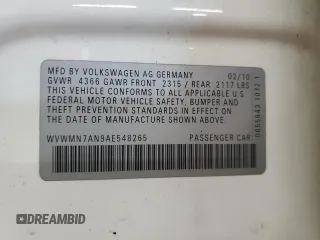 MFD BY VOLKSWAGEN AG GERMANY 02/10
GVWR 4366 GAWR FRONT 2315 / REAR 2117 LBS
THIS VEHICLE CONFORMS TO ALL APPLICABLE U.S.
FEDERAL MOTOR VEHICLE SAFETY, BUMPER AND
THEFT PREVENTION STANDARDS IN EFFECT
ON THE DATE OF MANUFACTURE SHOWN ABOVE.
WVWMN7AN9AE548265 PASSENGER CAR
© DREAMBID